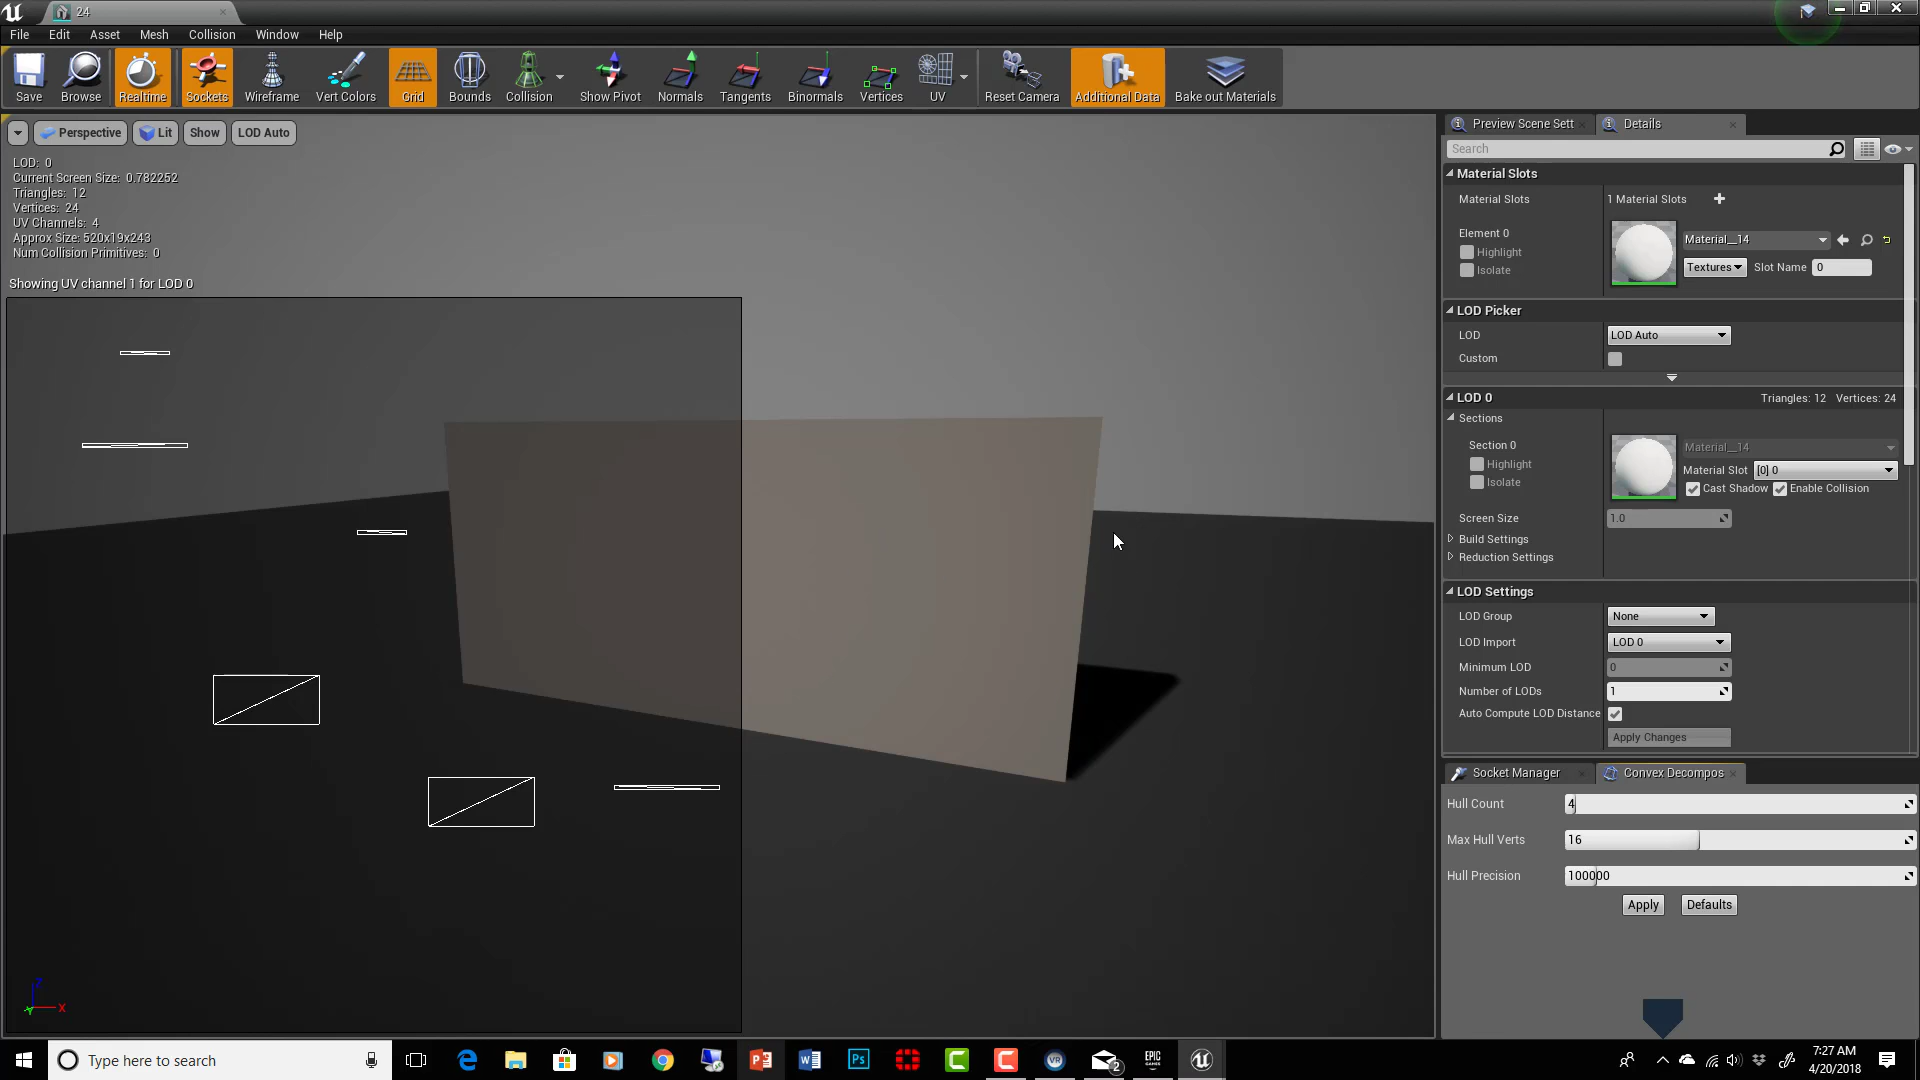 24
File Edit Asset Mesh Collision Window Help
Save Browse Realtime Sockets Wireframe Vert Colors Grid Bounds Collision Show Pivot Normals Tangents Binormals Vertices UV Reset Camera Additional Data Bake out Materials
Perspective Lit Show LOD Auto
LOD: 0
Current Screen Size: 0.782252
Triangles: 12
Vertices: 24
UV Channels: 4
Approx Size: 520x19x243
Num Collision Primitives: 0
Showing UV channel 1 for LOD 0
Z
X
Y
Preview Scene Sett Details
Search
Material Slots
Material Slots 1 Material Slots
Element 0
Highlight
Isolate
Material__14
Textures Slot Name 0
LOD Picker
LOD LOD Auto
Custom
LOD 0 Triangles: 12 Vertices: 24
Sections
Section 0
Highlight
Isolate
Material__14
Material Slot [0] 0
Cast Shadow Enable Collision
Screen Size 1.0
Build Settings
Reduction Settings
LOD Settings
LOD Group None
LOD Import LOD 0
Minimum LOD 0
Number of LODs 1
Auto Compute LOD Distance
Apply Changes
Socket Manager Convex Decompos
Hull Count 4
Max Hull Verts 16
Hull Precision 100000
Apply Defaults
Type here to search
Ps
VR
2
EPIC GAMES
7:27 AM
4/20/2018